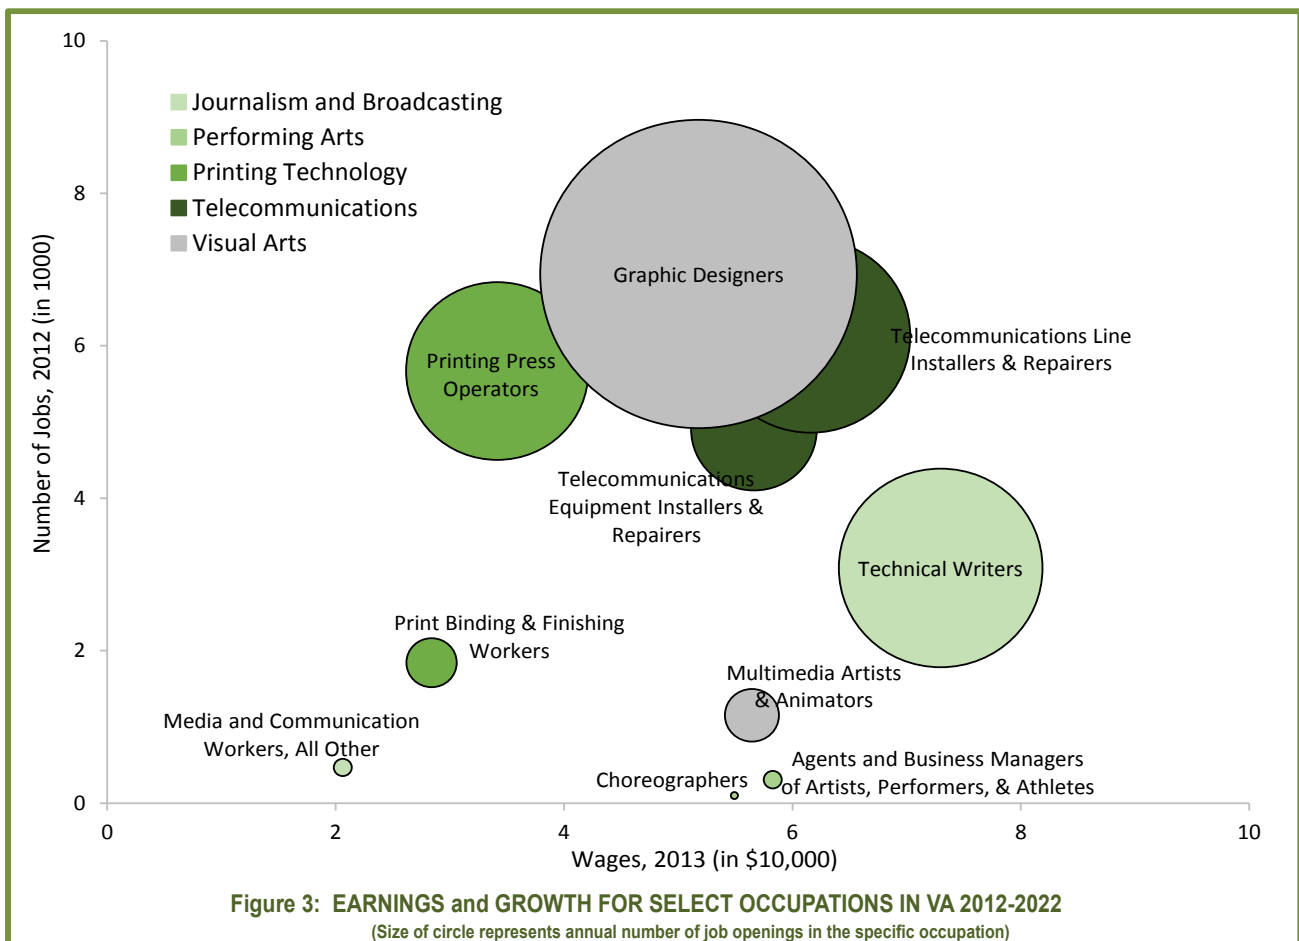 10
8
6
4
2
0
Number of Jobs, 2012 (in 1000)
Journalism and Broadcasting
Performing Arts
Printing Technology
Telecommunications
Visual Arts
Graphic Designers
Telecommunications Line
Installers & Repairers
Printing Press
Operators
Telecommunications
Equipment Installers &
Repairers
Technical Writers
Print Binding & Finishing
Workers
Multimedia Artists
& Animators
Media and Communication
Workers, All Other
Agents and Business Managers
of Artists, Performers, & Athletes
Choreographers
0 2 4 6 8 10
Wages, 2013 (in $10,000)
Figure 3: EARNINGS and GROWTH FOR SELECT OCCUPATIONS IN VA 2012-2022
(Size of circle represents annual number of job openings in the specific occupation)